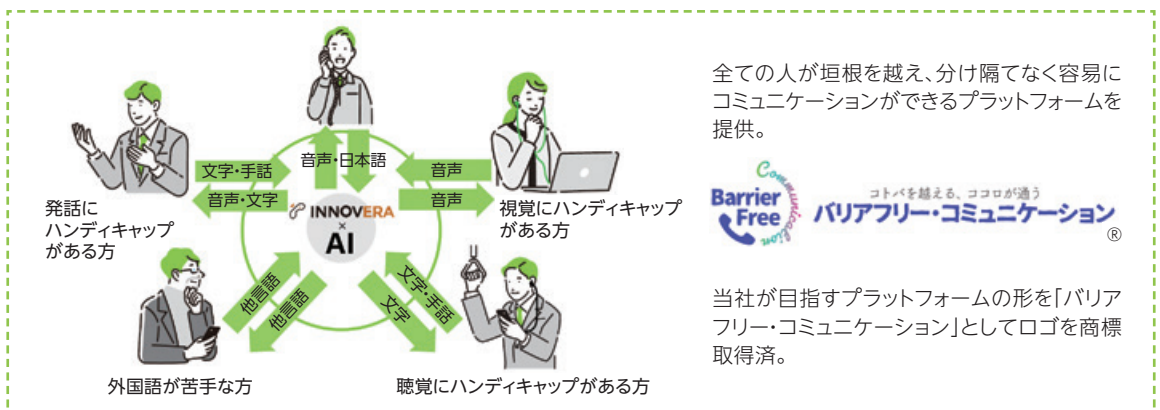 音声・日本語
文字・手話
音声・文字
発話に
ハンディキャップ
がある方
音声
音声
視覚にハンディキャップ
がある方
INNOVERA
×
AI
他言語
他言語
外国語が苦手な方
文字・手話
文字
聴覚にハンディキャップがある方
全ての人が垣根を越え、分け隔てなく容易に
コミュニケーションができるプラットフォームを
提供。
Communication
Barrier
Free
コトバを越える、ココロが通う
バリアフリー・コミュニケーション
®
当社が目指すプラットフォームの形を「バリア
フリー・コミュニケーション」としてロゴを商標
取得済。